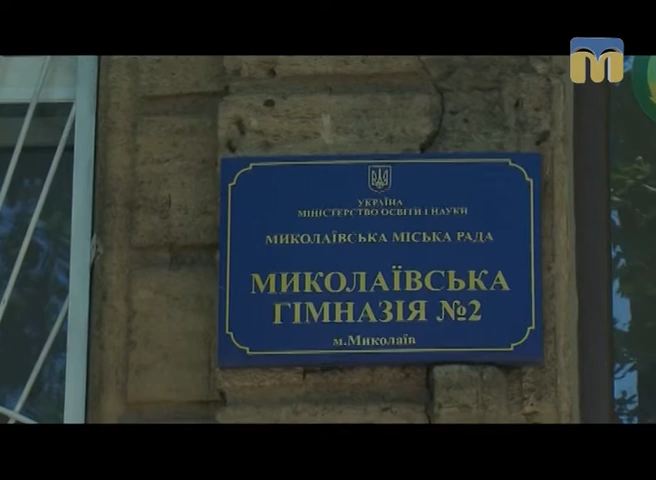 УКРАЇНА
МІНІСТЕРСТВО ОСВІТИ І НАУКИ
МИКОЛАЇВСЬКА МІСЬКА РАДА
МИКОЛАЇВСЬКА
ГІМНАЗІЯ №2
м.Миколаїв